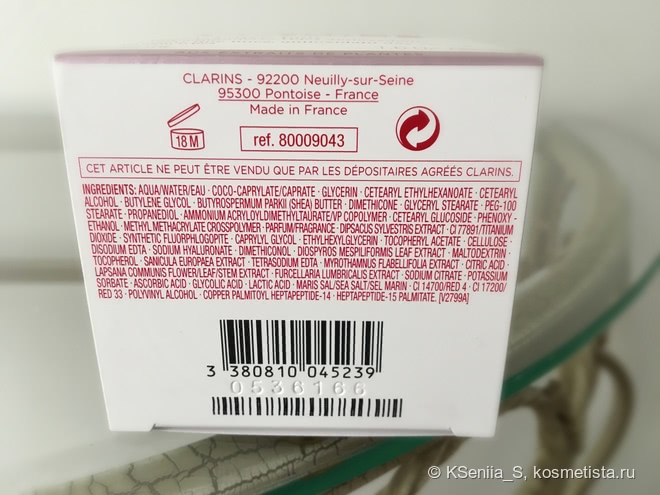 CLARINS - 92200 Neuilly-sur-Seine
95300 Pontoise - France
Made in France
18 M
ref. 80009043
CET ARTICLE NE PEUT ÊTRE VENDU QUE PAR LES DÉPOSITAIRES AGRÉÉS CLARINS.
INGREDIENTS: AQUA/WATER/EAU · COCO-CAPRYLATE/CAPRATE · GLYCERIN · CETEARYL ETHYLHEXANOATE · CETEARYL
ALCOHOL · BUTYLENE GLYCOL · BUTYROSPERMUM PARKII (SHEA) BUTTER · DIMETHICONE · GLYCERYL STEARATE · PEG-100
STEARATE · PROPANEDIOL · AMMONIUM ACRYLOYLDIMETHYLTAURATE/VP COPOLYMER · CETEARYL GLUCOSIDE · PHENOXY-
ETHANOL · METHYL METHACRYLATE CROSSPOLYMER · PARFUM/FRAGRANCE · DIPSACUS SYLVESTRIS EXTRACT · CI 77891/TITANIUM
DIOXIDE · SYNTHETIC FLUORPHLOGOPITE · CAPRYLYL GLYCOL · ETHYLHEXYLGLYCERIN · TOCOPHERYL ACETATE · CELLULOSE ·
DISODIUM EDTA · SODIUM HYALURONATE · DIMETHICONOL · DIOSPYROS MESPILIFORMIS LEAF EXTRACT · MALTODEXTRIN ·
TOCOPHEROL · SANICULA EUROPAEA EXTRACT · TETRASODIUM EDTA · MYROTHAMNUS FLABELLIFOLIA EXTRACT · CITRIC ACID ·
LAPSANA COMMUNIS FLOWER/LEAF/STEM EXTRACT · FURCELLARIA LUMBRICALIS EXTRACT · SODIUM CITRATE · POTASSIUM
SORBATE · ASCORBIC ACID · GLYCOLIC ACID · LACTIC ACID · MARIS SAL/SEA SALT/SEL MARIN · CI 14700/RED 4 · CI 17200/
RED 33 · POLYVINYL ALCOHOL · COPPER PALMITOYL HEPTAPEPTIDE-14 · HEPTAPEPTIDE-15 PALMITATE. [V2799A]
3 380810 045239
0536166
© KSeniia_S, kosmetista.ru